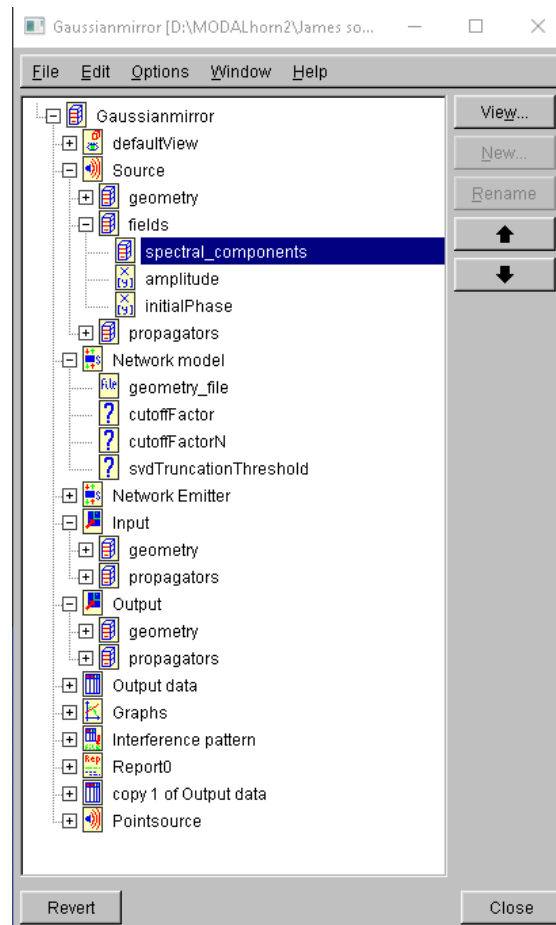 Gaussianmirror [D:\MODALhorn2\James so...
File Edit Options Window Help
Gaussianmirror
defaultView
Source
geometry
fields
spectral_components
amplitude
initialPhase
propagators
Network model
geometry_file
cutoffFactor
cutoffFactorN
svdTruncationThreshold
Network Emitter
Input
geometry
propagators
Output
geometry
propagators
Output data
Graphs
Interference pattern
Report0
copy 1 of Output data
Pointsource
View...
New...
Rename
Revert
Close